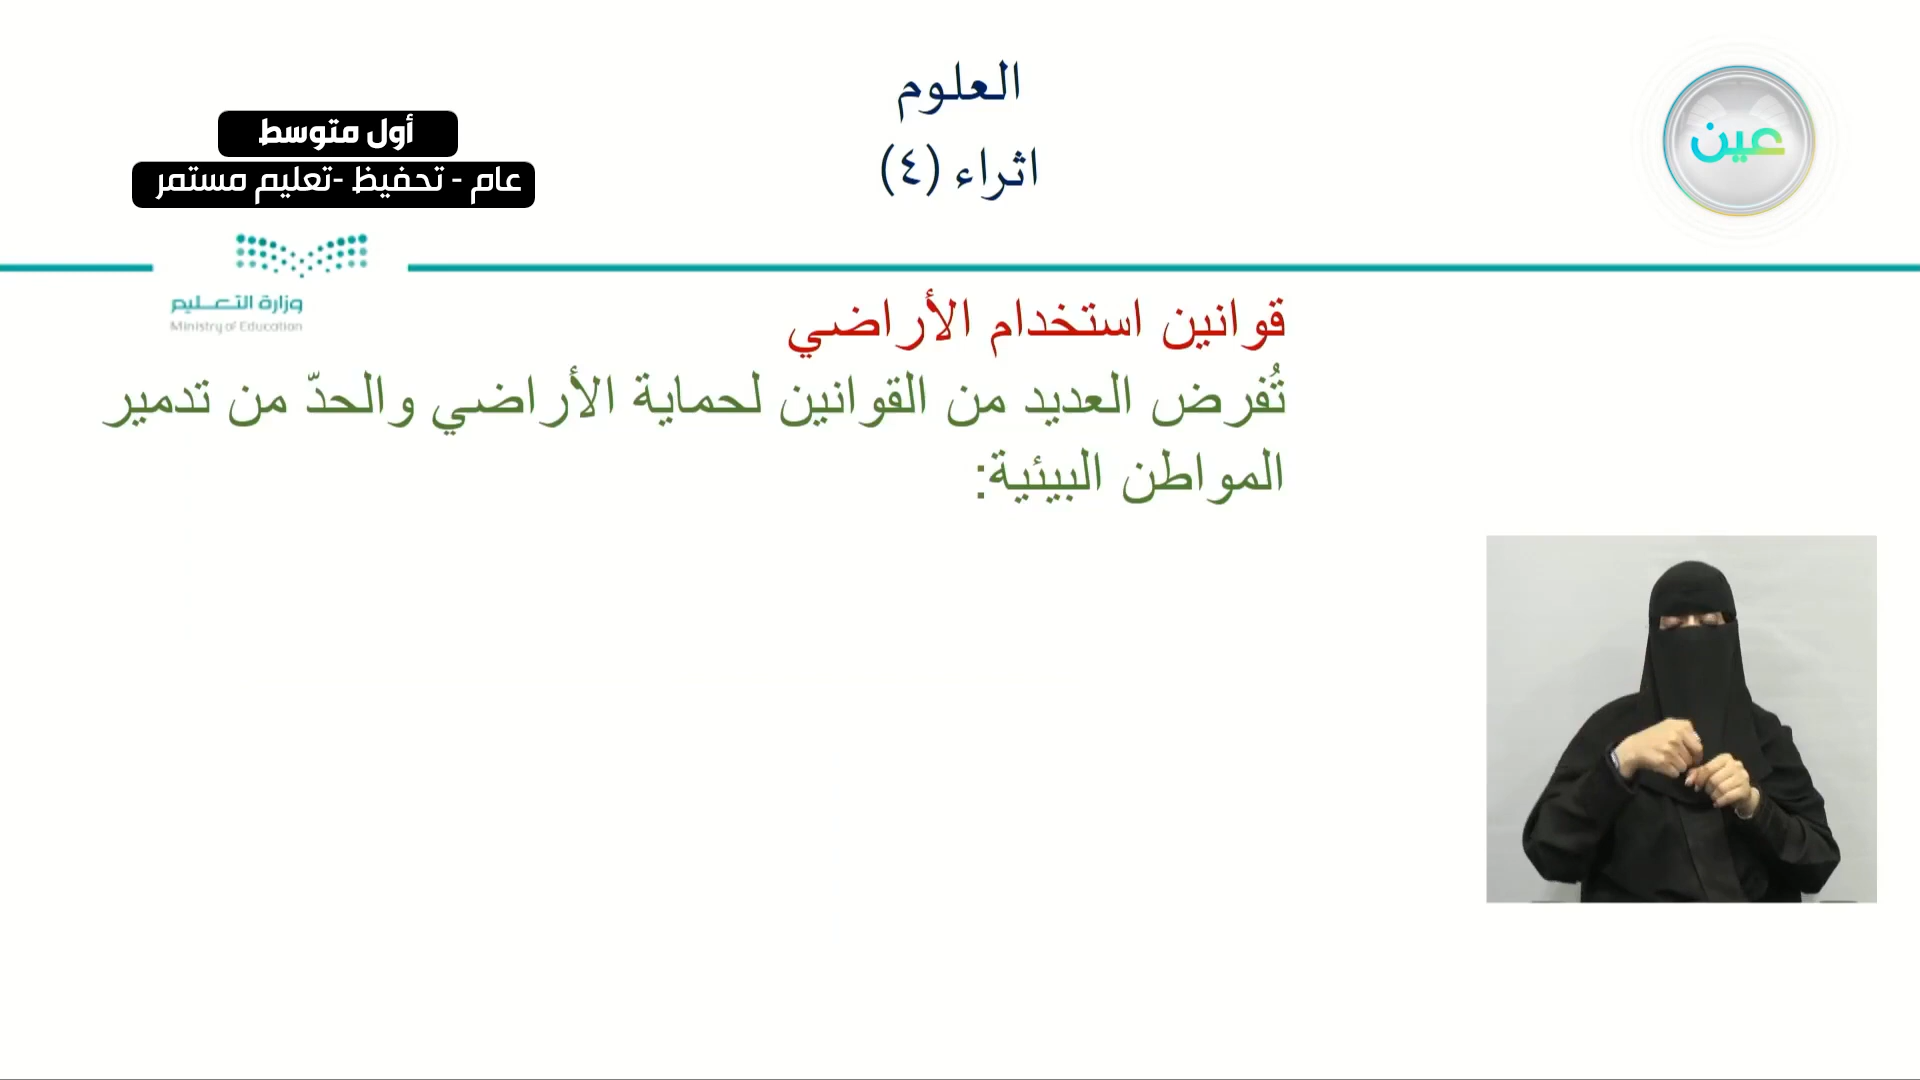 العلوم
اثراء (٤)
عين
أول متوسط
عام - تحفيظ -تعليم مستمر
وزارة التعـــليم
Ministry of Education
قوانين استخدام الأراضي
تُفرض العديد من القوانين لحماية الأراضي والحدّ من تدمير
المواطن البيئية: